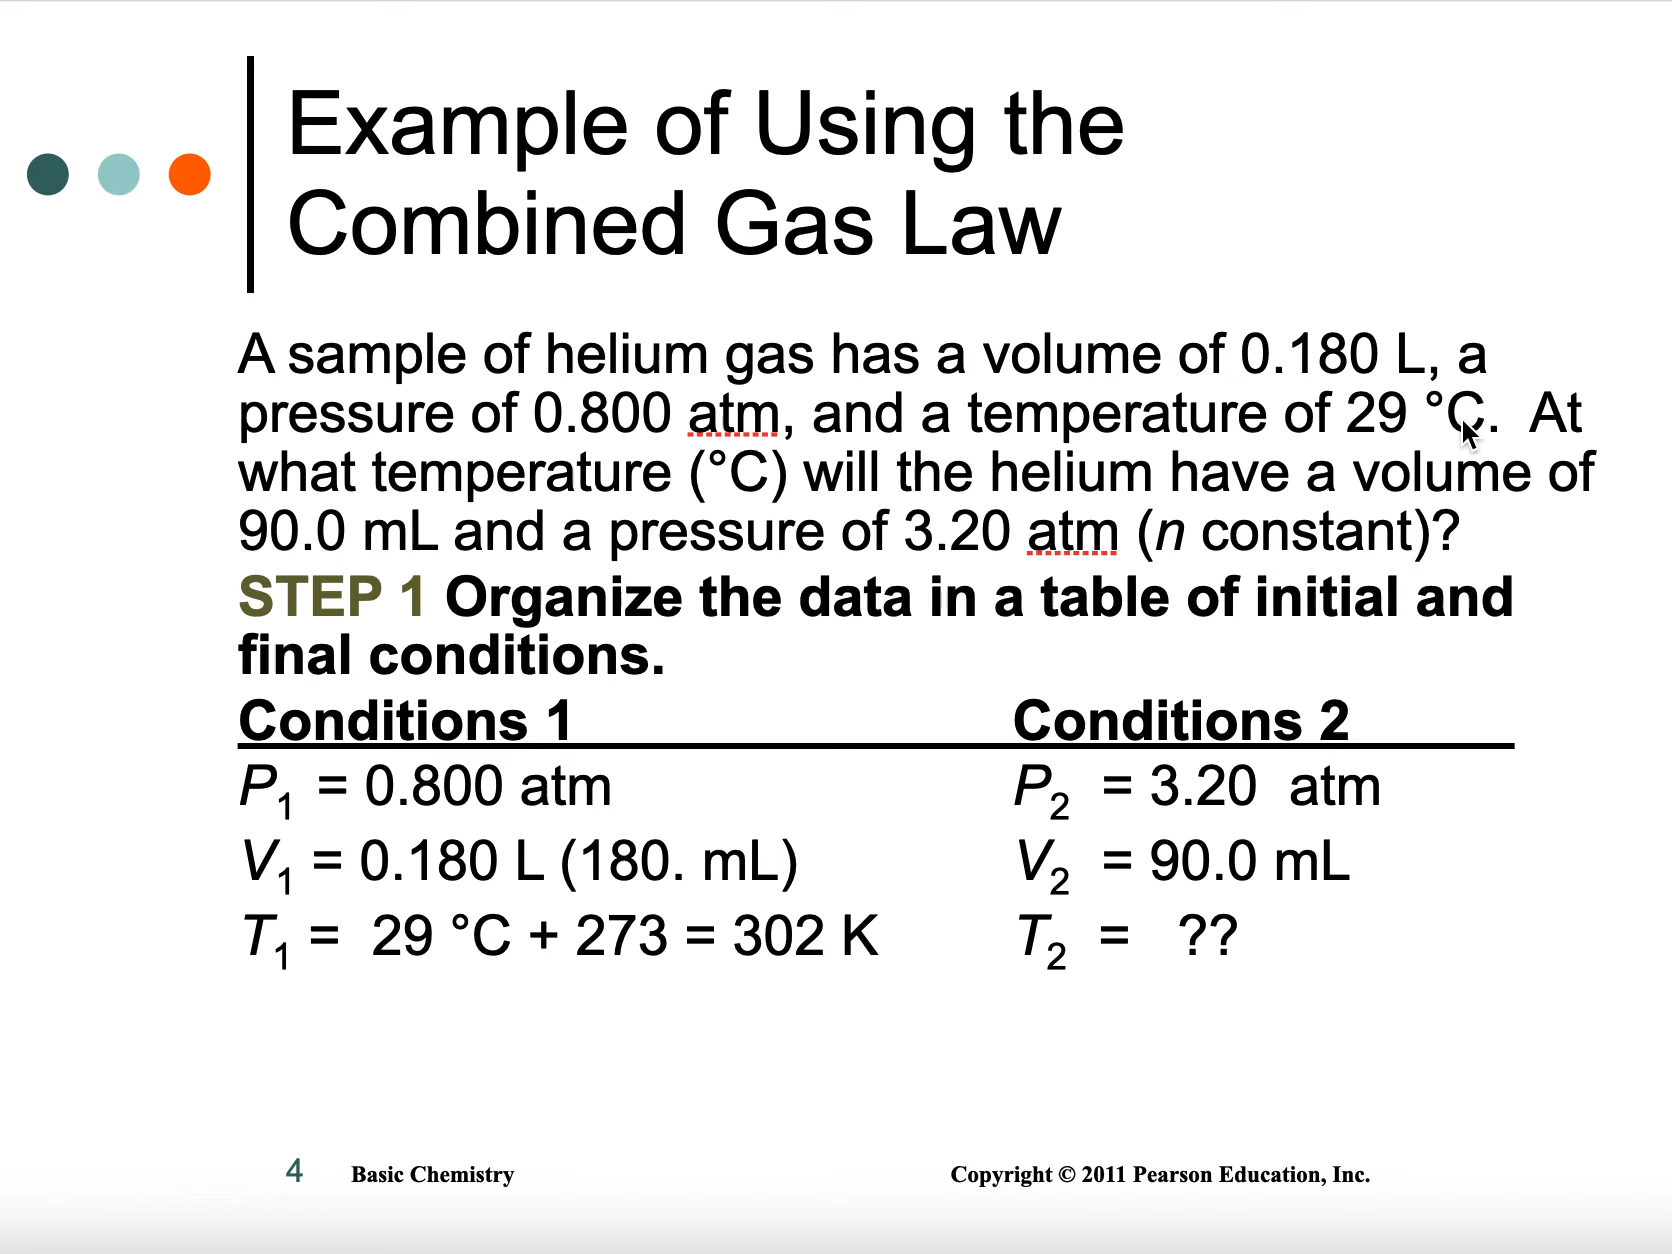 Example of Using the
Combined Gas Law
A sample of helium gas has a volume of 0.180 L, a
pressure of 0.800 atm, and a temperature of 29 °C. At
what temperature (°C) will the helium have a volume of
90.0 mL and a pressure of 3.20 atm (n constant)?
STEP 1 Organize the data in a table of initial and
final conditions.
Conditions 1 Conditions 2
P₁ = 0.800 atm P₂ = 3.20 atm
V₁ = 0.180 L (180. mL) V₂ = 90.0 mL
T₁ = 29 °C + 273 = 302 K T₂ = ??
4 Basic Chemistry Copyright © 2011 Pearson Education, Inc.